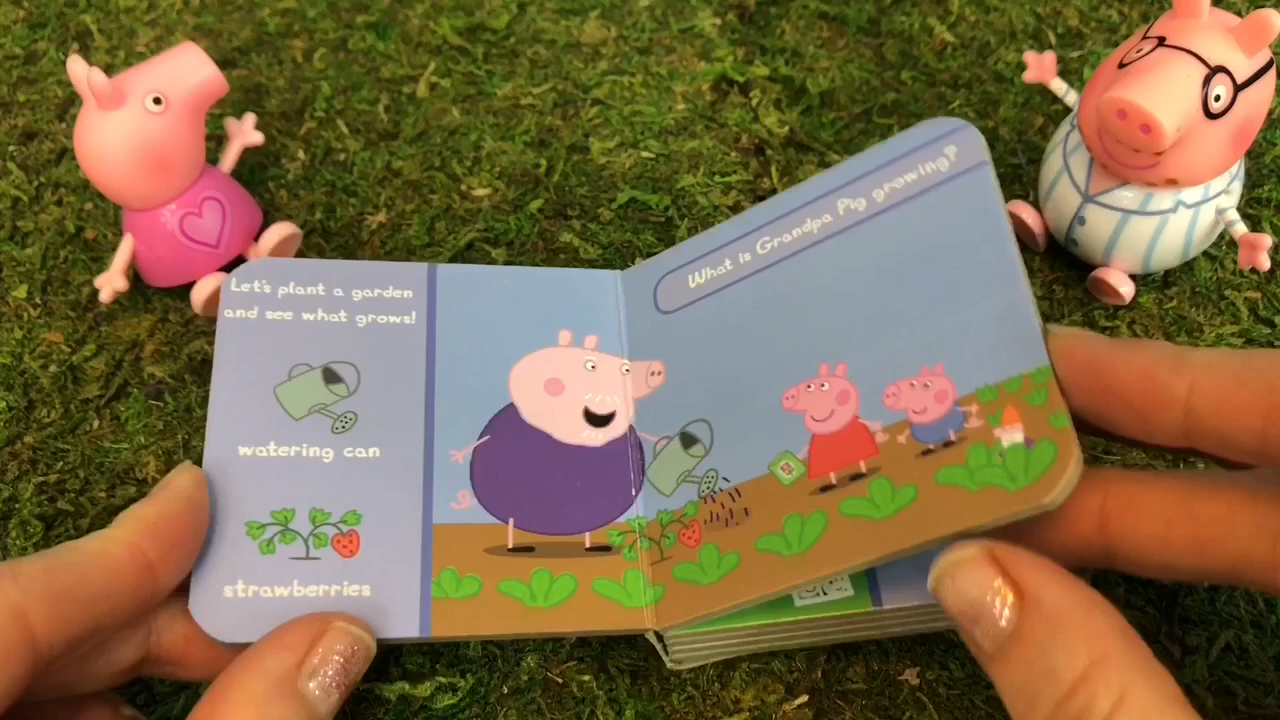 Let's plant a garden
and see what grows!
watering can
strawberries
What is Grandpa Pig growing?